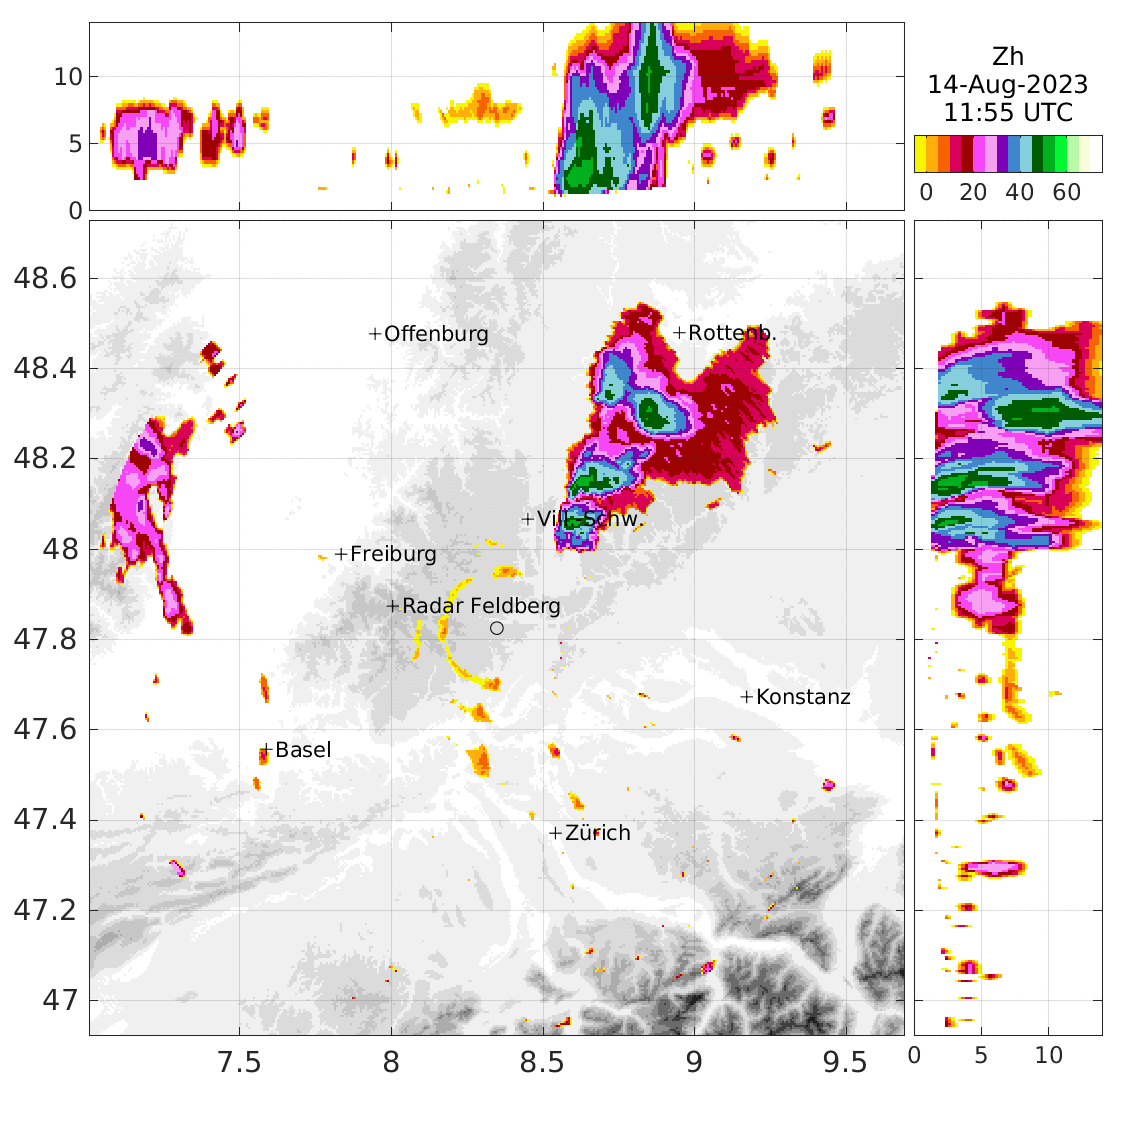 10
5
0
Zh
14-Aug-2023
11:55 UTC
0 20 40 60
48.6
48.4
48.2
48
47.8
47.6
47.4
47.2
47
+Offenburg
+Rottenb.
+Vill.-Schw.
+Freiburg
+Radar Feldberg
+Konstanz
+Basel
+Zürich
7.5 8 8.5 9 9.5
0 5 10